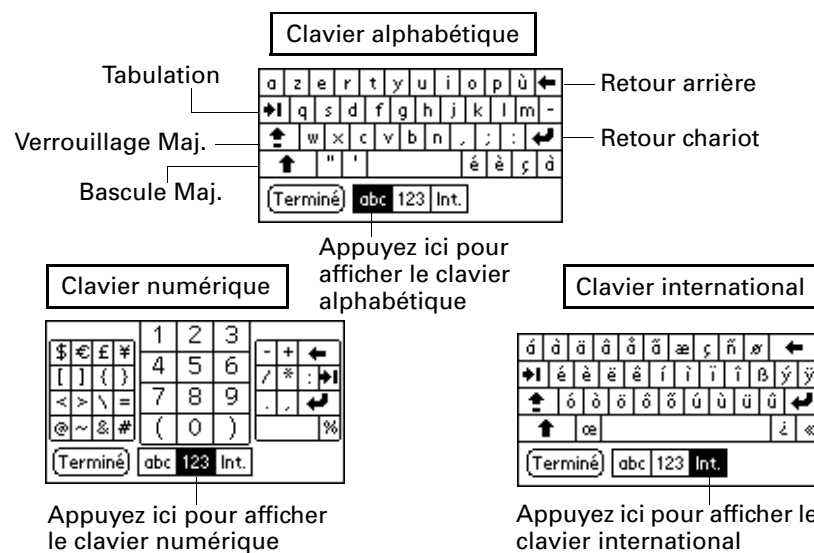 Clavier alphabétique
Tabulation
Retour arrière
Verrouillage Maj.
Retour chariot
Bascule Maj.
a z e r t y u i o p ù
q s d f g h j k l m -
w x c v b n , ; :
" ' é è ç à
Terminé abc 123 Int.
Appuyez ici pour
afficher le clavier
alphabétique
Clavier numérique
1 2 3
$ € £ ¥ - +
4 5 6
[ ] { } / * :
7 8 9
< > \ = . ,
@ ~ & # ( 0 ) %
Terminé abc 123 Int.
Appuyez ici pour afficher
le clavier numérique
Clavier international
á à ä â å ã æ ç ñ ø
é è ë ê í ì ï î ß ý ÿ
ó ò ö ô õ ú ù ü û
œ ¿ «
Terminé abc 123 Int.
Appuyez ici pour afficher le
clavier international